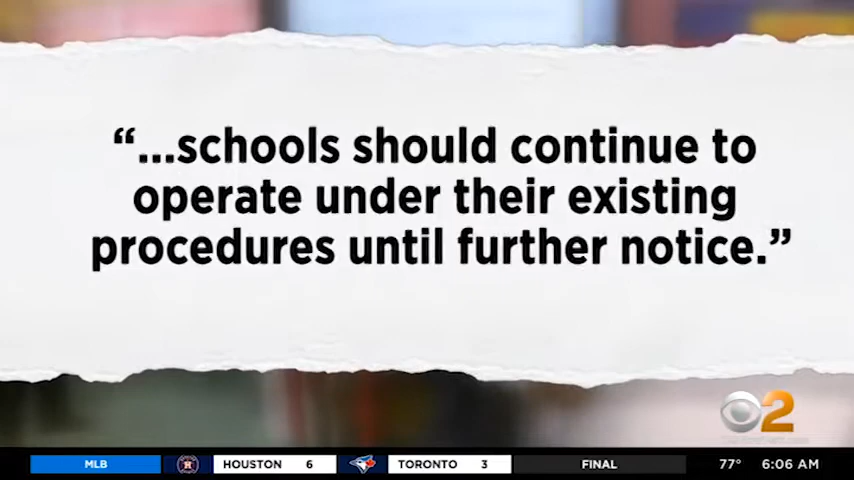 “...schools should continue to
operate under their existing
procedures until further notice.”
2
MLB HOUSTON 6 TORONTO 3 FINAL 77° 6:06 AM